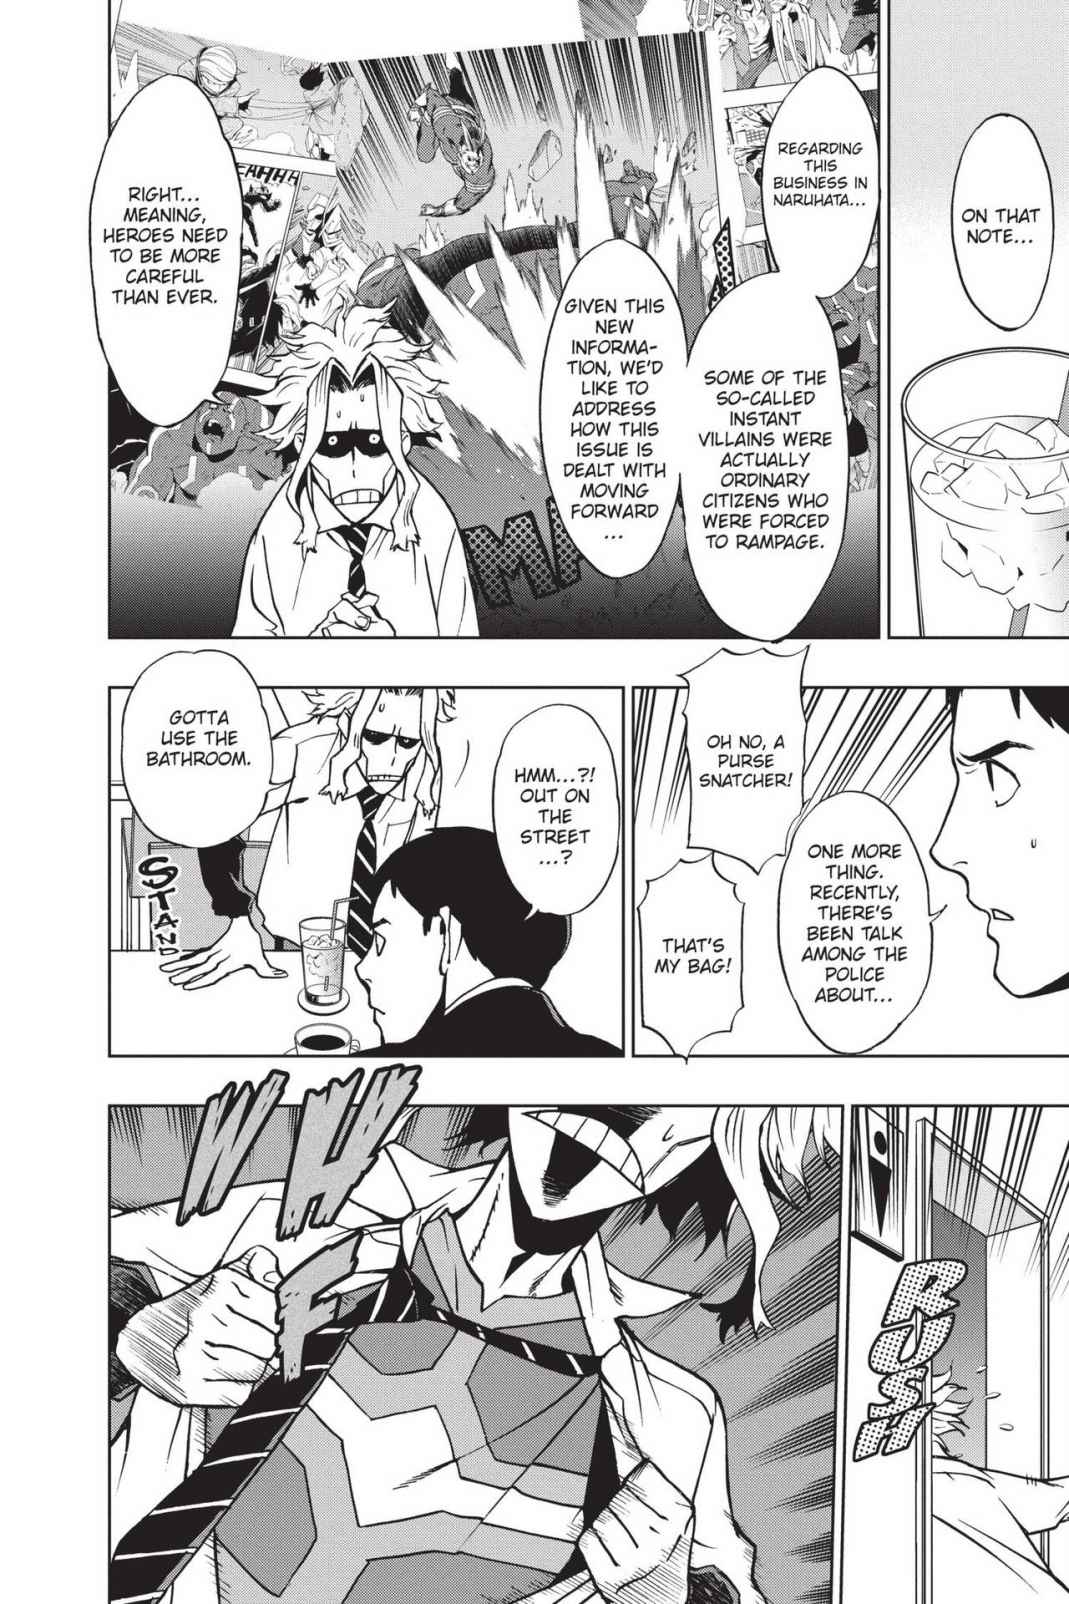 ON THAT
NOTE...
REGARDING
THIS
BUSINESS IN
NARUHATA...
SOME OF THE
SO-CALLED
INSTANT
VILLAINS WERE
ACTUALLY
ORDINARY
CITIZENS WHO
WERE FORCED
TO RAMPAGE.
GIVEN THIS
NEW
INFORMA-
TION, WE'D
LIKE TO
ADDRESS
HOW THIS
ISSUE IS
DEALT WITH
MOVING
FORWARD
...
RIGHT...
MEANING,
HEROES NEED
TO BE MORE
CAREFUL
THAN EVER.
ONE MORE
THING.
RECENTLY,
THERE'S
BEEN TALK
AMONG THE
POLICE
ABOUT...
OH NO, A
PURSE
SNATCHER!
THAT'S
MY BAG!
HMM...?!
OUT ON
THE
STREET
...?
GOTTA
USE THE
BATHROOM.
STAND
RUSH
WHF